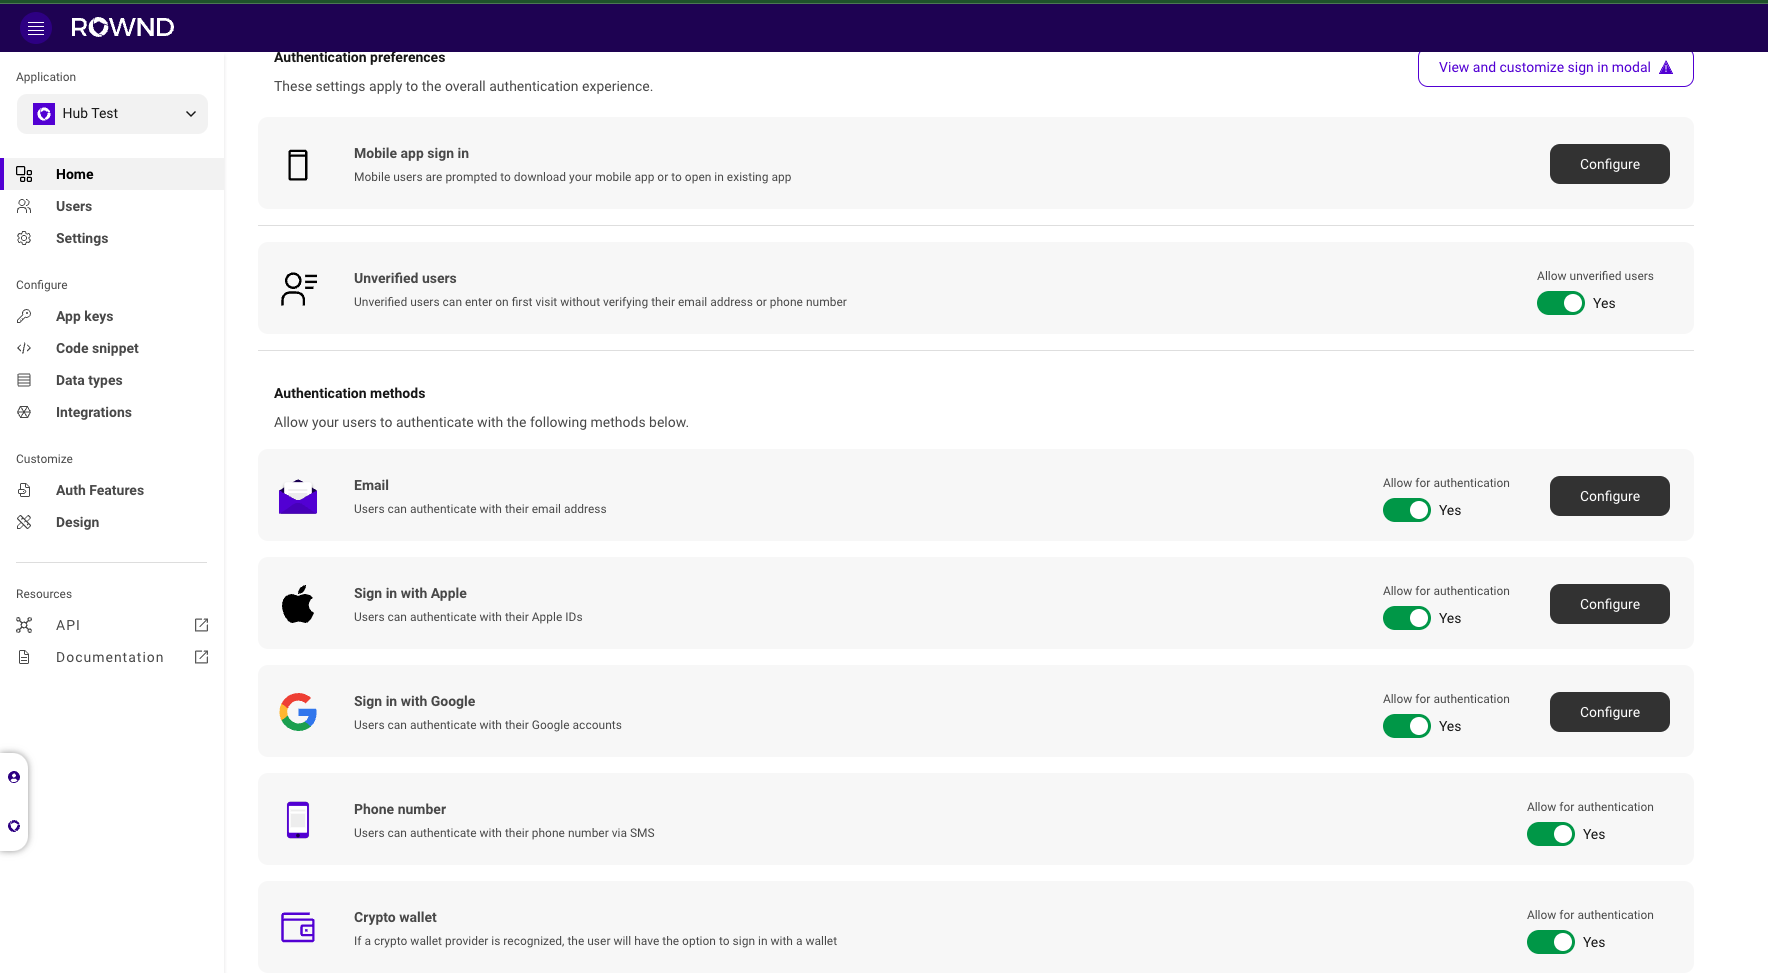 ROWND
Application
Hub Test
Home
Users
Settings
Configure
App keys
Code snippet
Data types
Integrations
Customize
Auth Features
Design
Resources
API
Documentation
Authentication preferences
These settings apply to the overall authentication experience.
View and customize sign in modal
Mobile app sign in
Mobile users are prompted to download your mobile app or to open in existing app
Configure
Unverified users
Unverified users can enter on first visit without verifying their email address or phone number
Allow unverified users
Yes
Authentication methods
Allow your users to authenticate with the following methods below.
Email
Users can authenticate with their email address
Allow for authentication
Yes
Configure
Sign in with Apple
Users can authenticate with their Apple IDs
Allow for authentication
Yes
Configure
Sign in with Google
Users can authenticate with their Google accounts
Allow for authentication
Yes
Configure
Phone number
Users can authenticate with their phone number via SMS
Allow for authentication
Yes
Crypto wallet
If a crypto wallet provider is recognized, the user will have the option to sign in with a wallet
Allow for authentication
Yes